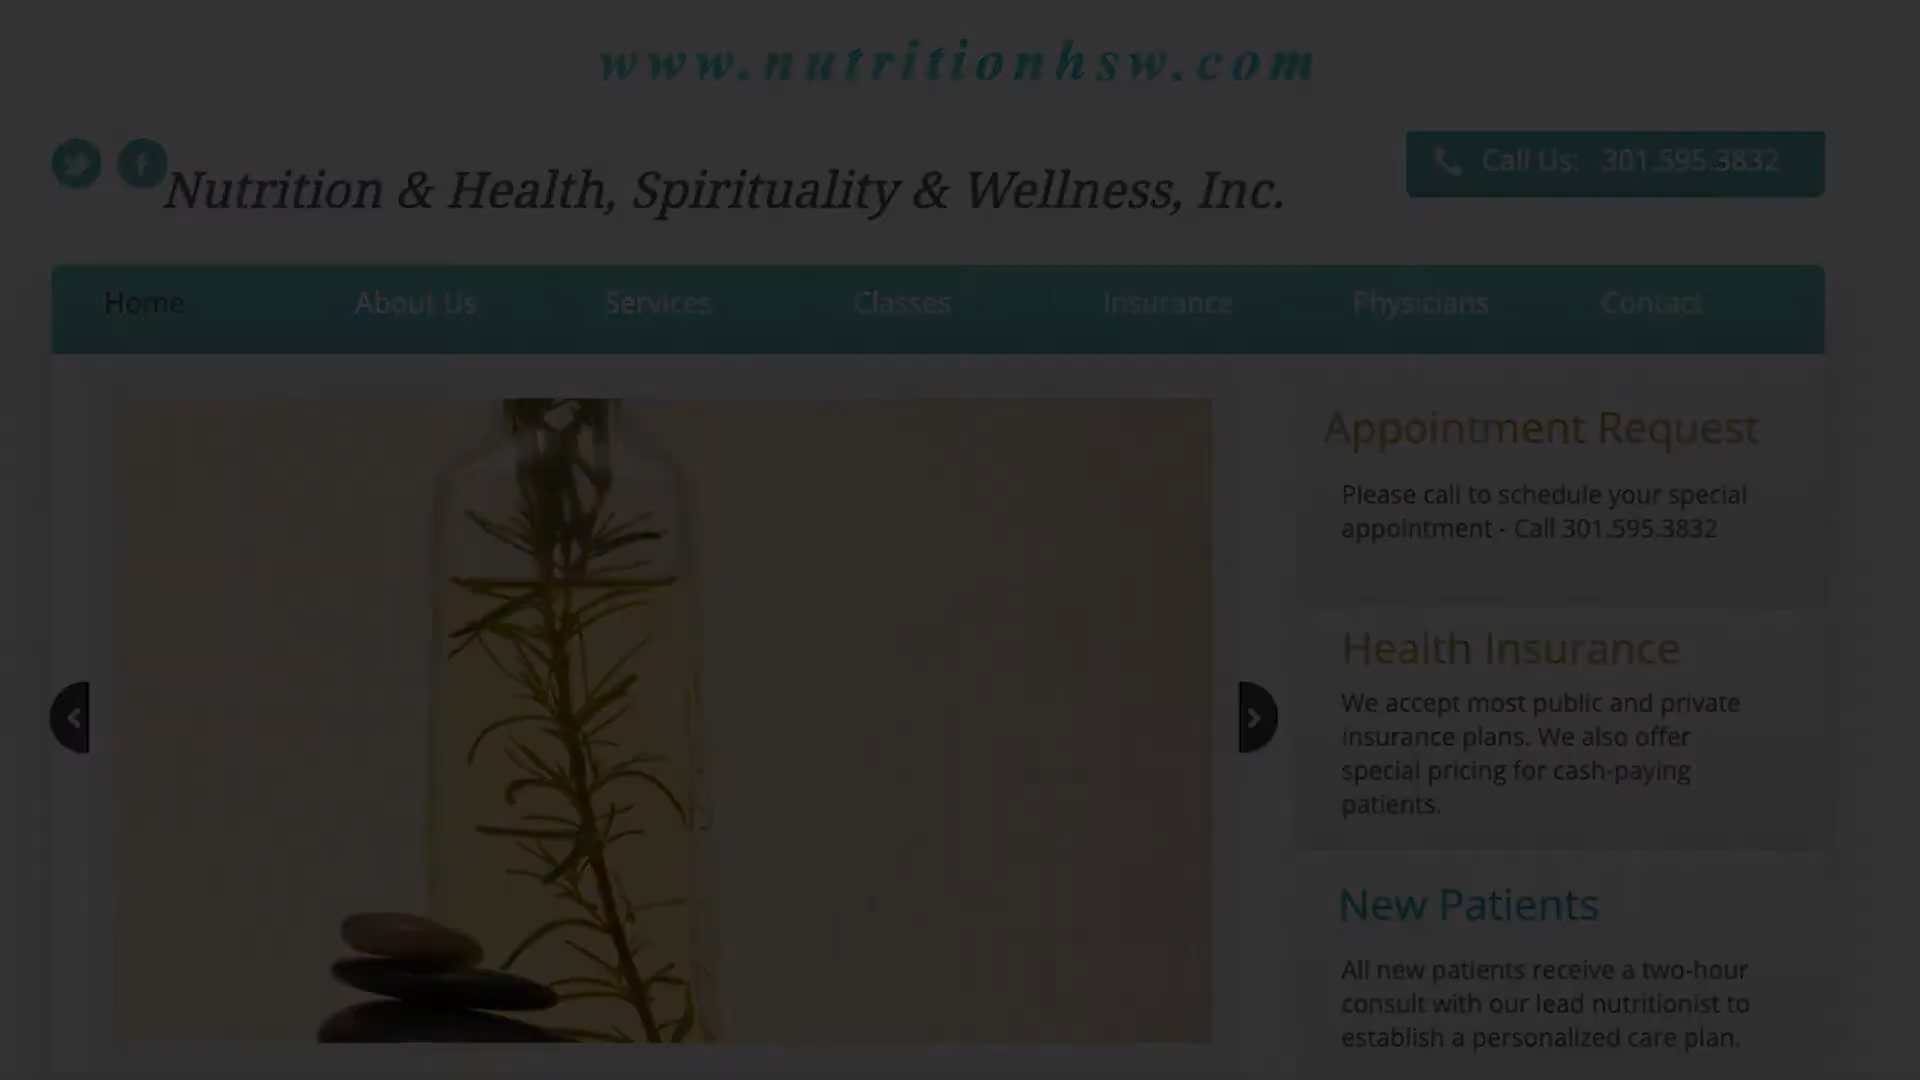 www.nutritionhsw.com
Nutrition & Health, Spirituality & Wellness, Inc.
Call Us: 301.595.3832
Home About Us Services Classes Insurance Physicians Contact
Appointment Request
Please call to schedule your special
appointment - Call 301.595.3832
Health Insurance
We accept most public and private
insurance plans. We also offer
special pricing for cash-paying
patients.
New Patients
All new patients receive a two-hour
consult with our lead nutritionist to
establish a personalized care plan.